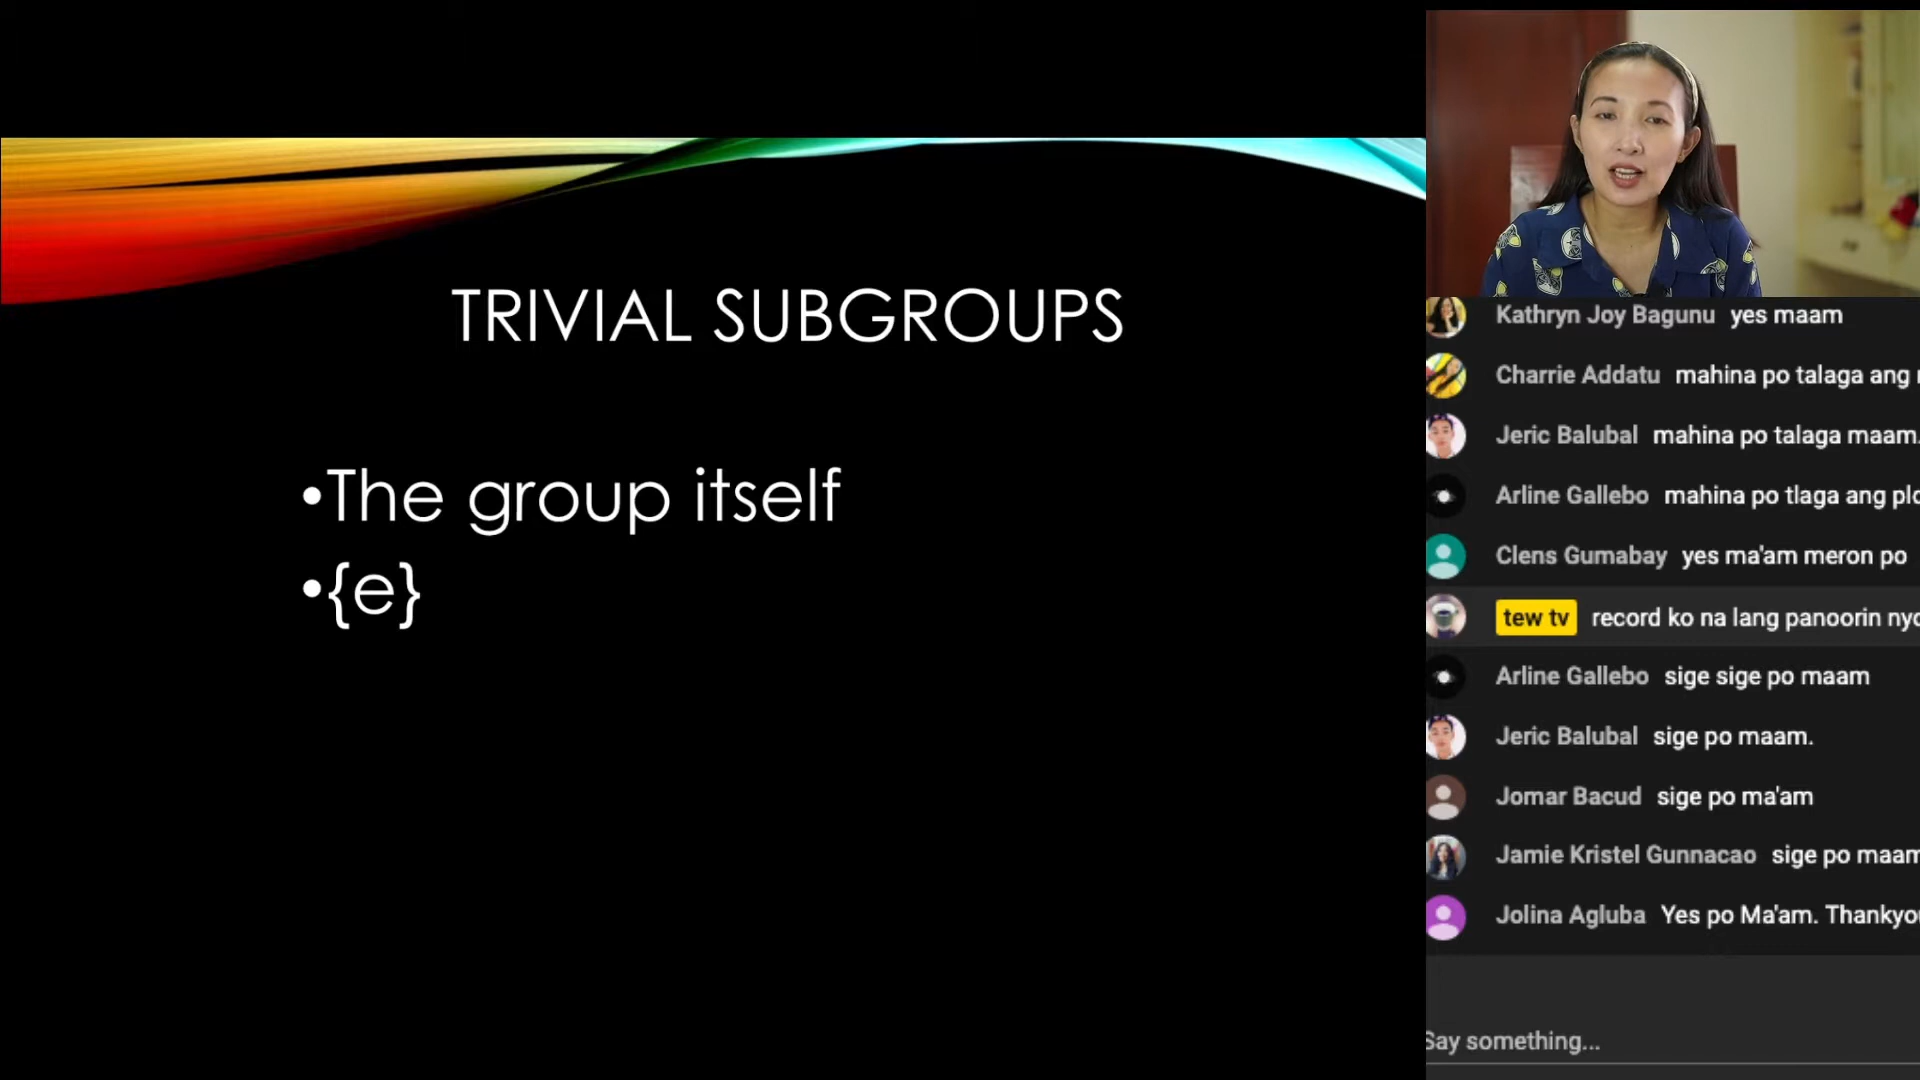 TRIVIAL SUBGROUPS
•The group itself
•{e}
Kathryn Joy Bagunu yes maam
Charrie Addatu mahina po talaga ang
Jeric Balubal mahina po talaga maam.
Arline Gallebo mahina po tlaga ang
Clens Gumabay yes ma'am meron po
tew tv record ko na lang panoorin
Arline Gallebo sige sige po maam
Jeric Balubal sige po maam.
Jomar Bacud sige po ma'am
Jamie Kristel Gunnacao sige po maam
Jolina Agluba Yes po Ma'am.
Say something...